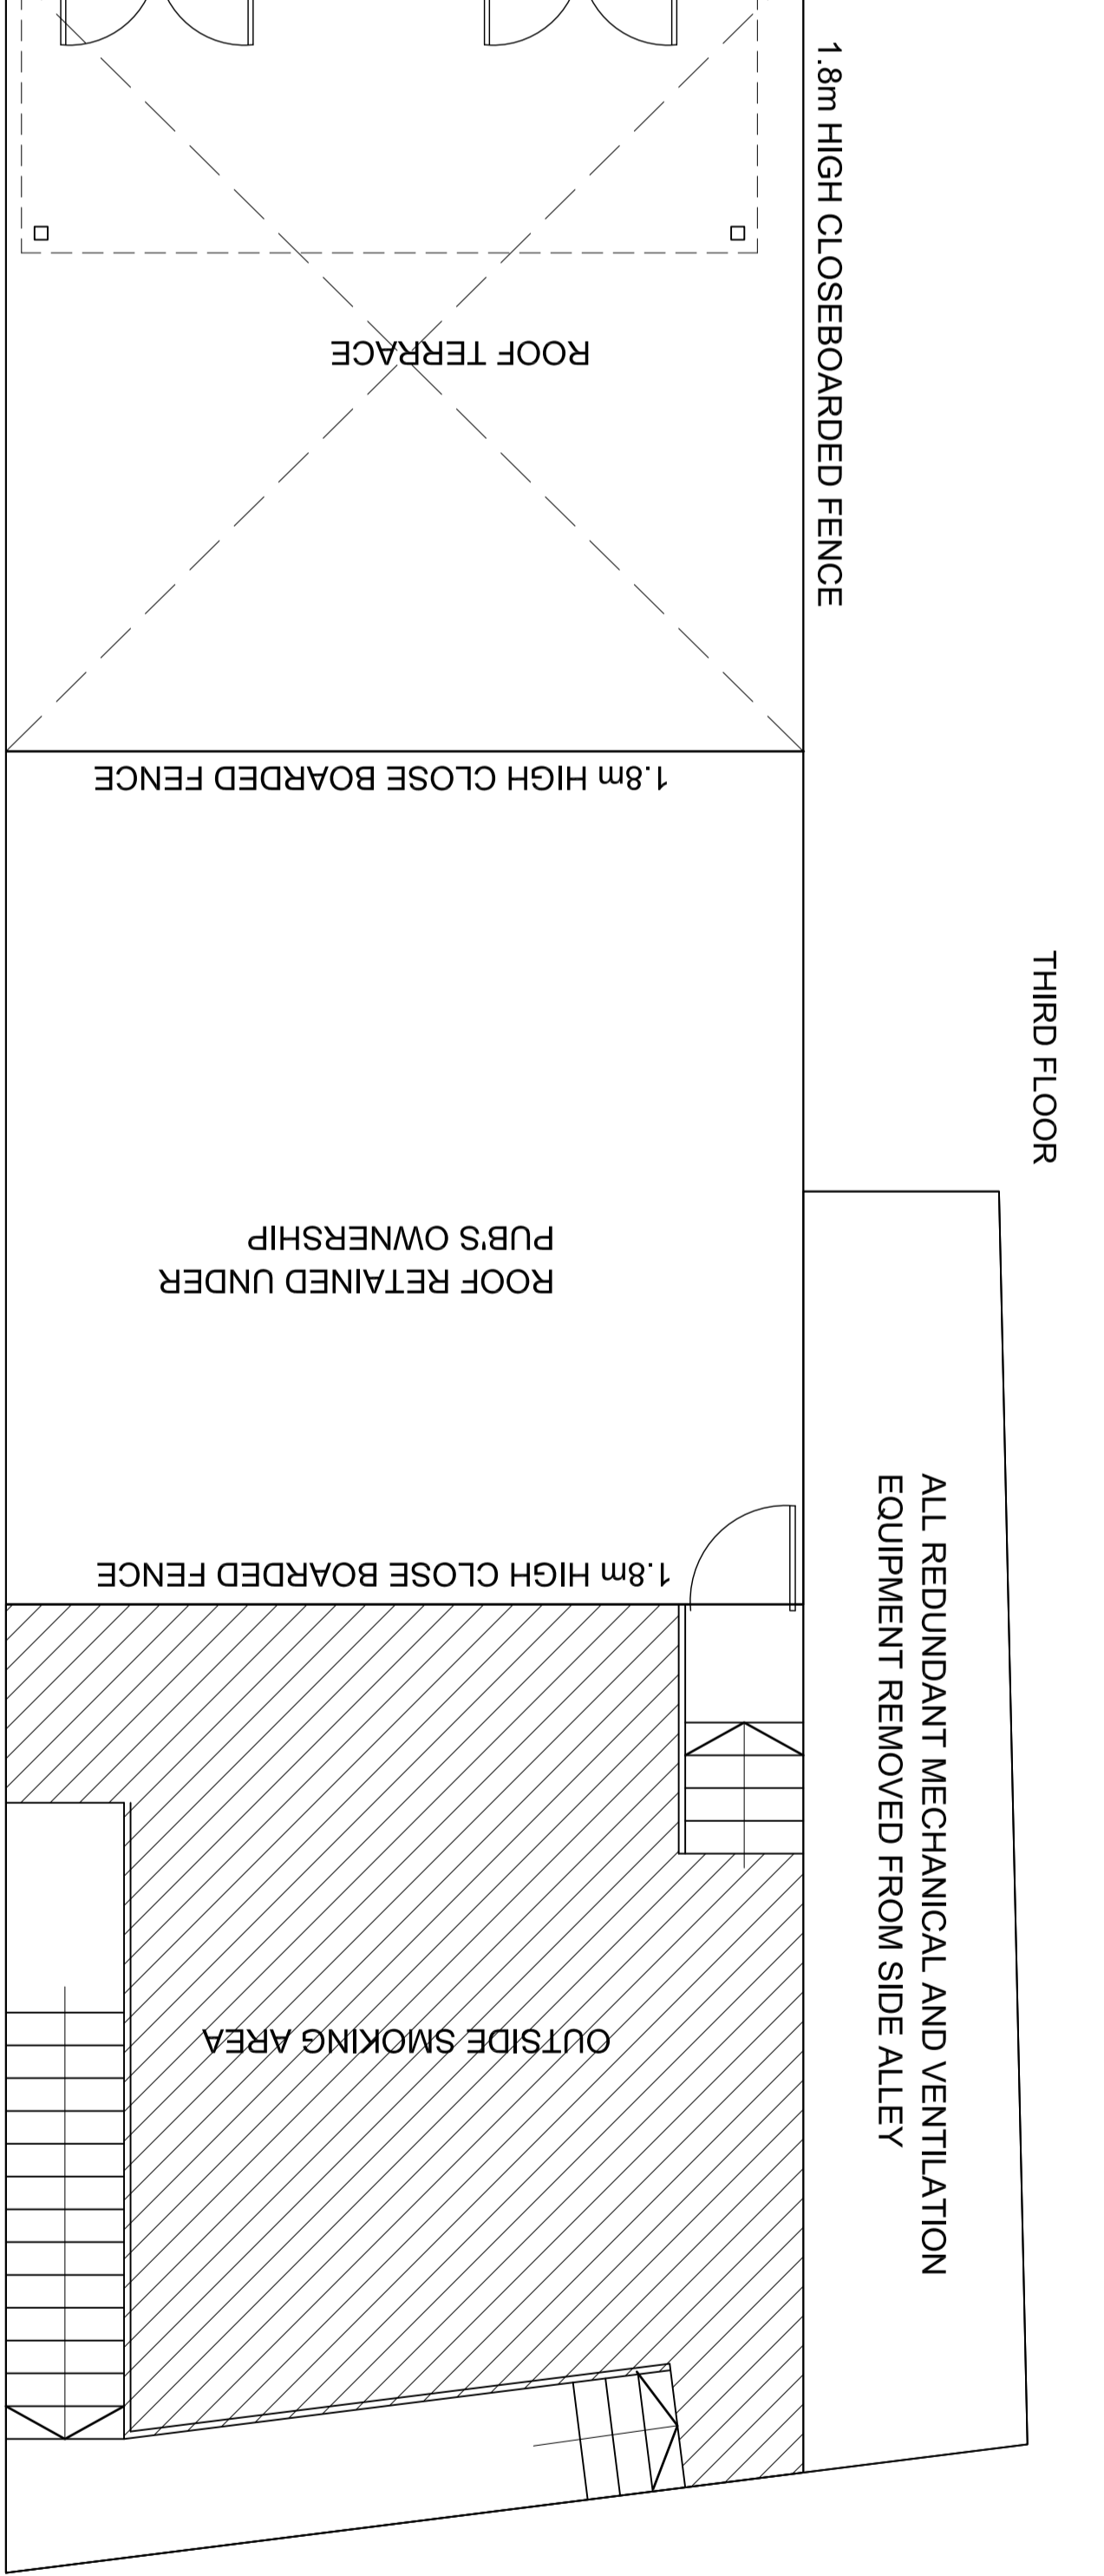 1.8m HIGH CLOSEBOARDED FENCE
ROOF TERRACE
1.8m HIGH CLOSE BOARDED FENCE
THIRD FLOOR
ROOF RETAINED UNDER
PUB'S OWNERSHIP
1.8m HIGH CLOSE BOARDED FENCE
ALL REDUNDANT MECHANICAL AND VENTILATION
EQUIPMENT REMOVED FROM SIDE ALLEY
OUTSIDE SMOKING AREA